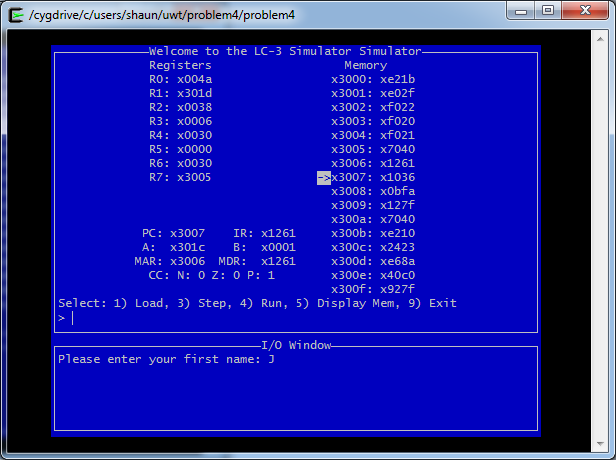 /cygdrive/c/users/shaun/uwt/problem4/problem4
Welcome to the LC-3 Simulator Simulator
Registers Memory
R0: x004a x3000: xe21b
R1: x301d x3001: xe02f
R2: x0038 x3002: xf022
R3: x0006 x3003: xf020
R4: x0030 x3004: xf021
R5: x0000 x3005: x7040
R6: x0030 x3006: x1261
R7: x3005 ->x3007: x1036
x3008: x0bfa
x3009: x127f
x300a: x7040
PC: x3007 IR: x1261 x300b: xe210
A: x301c B: x0001 x300c: x2423
MAR: x3006 MDR: x1261 x300d: xe68a
CC: N: 0 Z: 0 P: 1 x300e: x40c0
x300f: x927f
Select: 1) Load, 3) Step, 4) Run, 5) Display Mem, 9) Exit
>
I/O Window
Please enter your first name: J